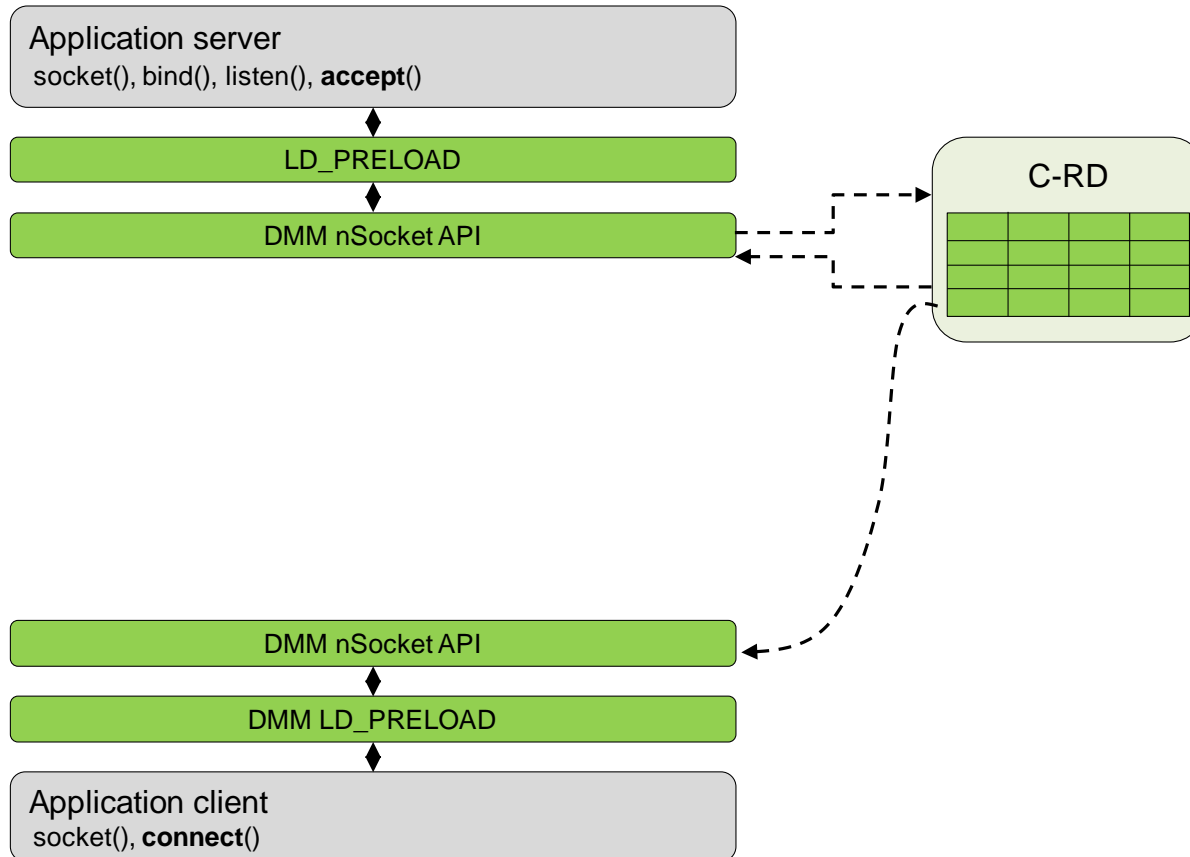 Application server
socket(), bind(), listen(), accept()
LD_PRELOAD
C-RD
DMM nSocket API
DMM nSocket API
DMM LD_PRELOAD
Application client
socket(), connect()